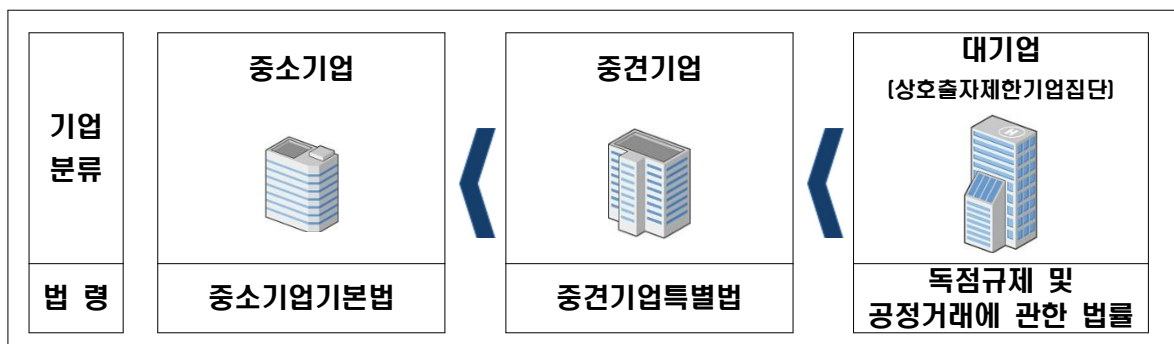 기업
분류
중소기업
중견기업
대기업
(상호출자제한기업집단)
H
법 령
중소기업기본법
중견기업특별법
독점규제 및
공정거래에 관한 법률